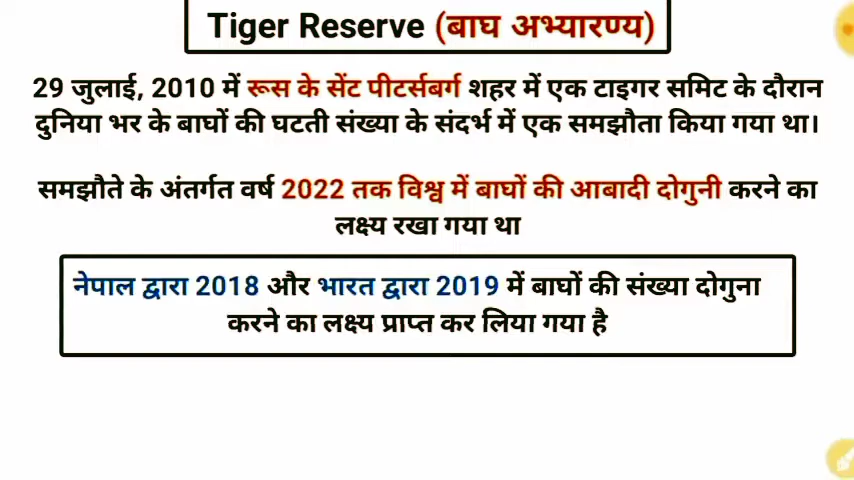 Tiger Reserve (बाघ अभ्यारण्य)
29 जुलाई, 2010 में रूस के सेंट पीटर्सबर्ग शहर में एक टाइगर समिट के दौरान
दुनिया भर के बाघों की घटती संख्या के संदर्भ में एक समझौता किया गया था।
समझौते के अंतर्गत वर्ष 2022 तक विश्व में बाघों की आबादी दोगुनी करने का
लक्ष्य रखा गया था
नेपाल द्वारा 2018 और भारत द्वारा 2019 में बाघों की संख्या दोगुना
करने का लक्ष्य प्राप्त कर लिया गया है